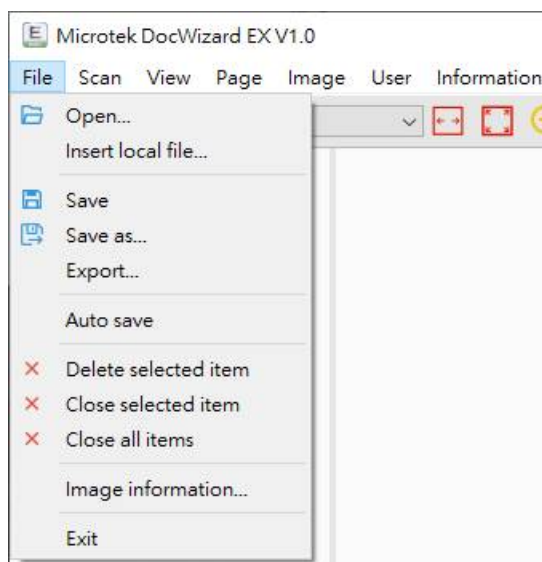 Microtek DocWizard EX V1.0
File Scan View Page Image User Information
Open...
Insert local file...
Save
Save as...
Export...
Auto save
Delete selected item
Close selected item
Close all items
Image information...
Exit